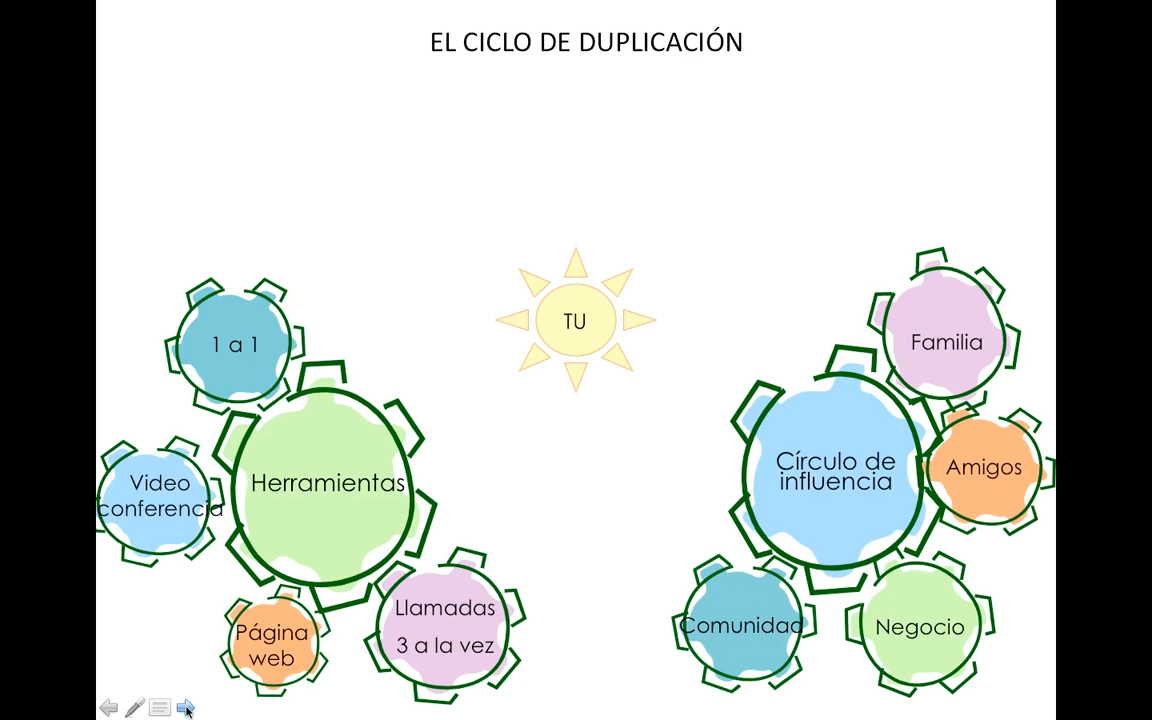 EL CICLO DE DUPLICACIÓN
TU
1 a 1
Herramientas
Video
conferencia
Página
web
Llamadas
3 a la vez
Familia
Círculo de
influencia
Amigos
Comunidad
Negocio